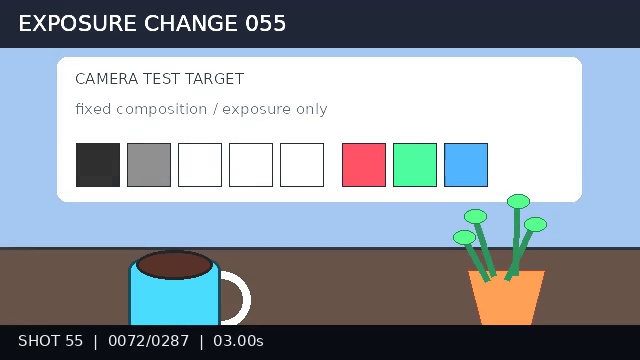 EXPOSURE CHANGE 055
CAMERA TEST TARGET
fixed composition / exposure only
SHOT 55 | 0072/0287 | 03.00s